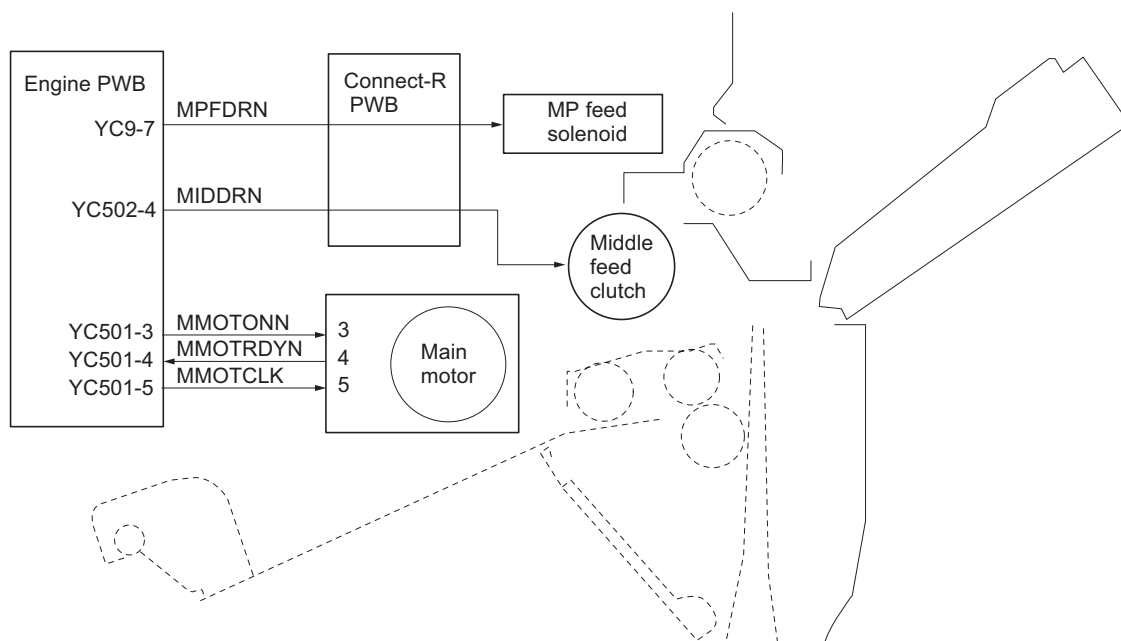 Engine PWB
YC9-7
YC502-4
YC501-3
YC501-4
YC501-5
MPFDRN
MIDDRN
MMOTONN
MMOTRDYN
MMOTCLK
Connect-R
PWB
3
4
5
Main
motor
MP feed
solenoid
Middle
feed
clutch